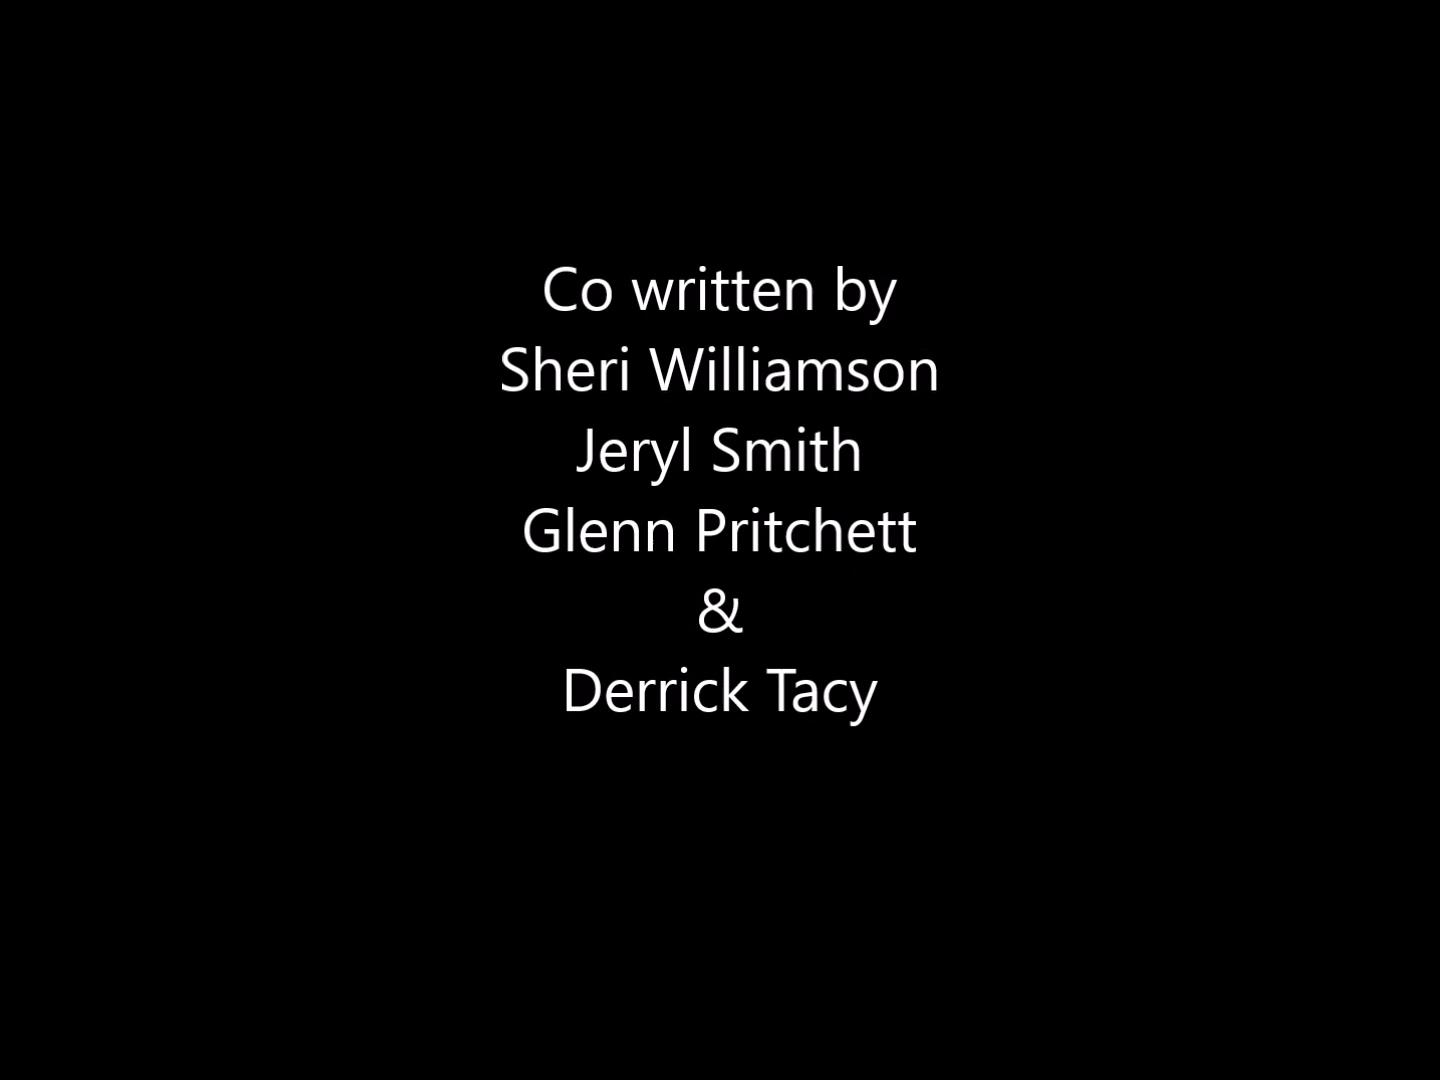 Co written by
Sheri Williamson
Jeryl Smith
Glenn Pritchett
&
Derrick Tacy